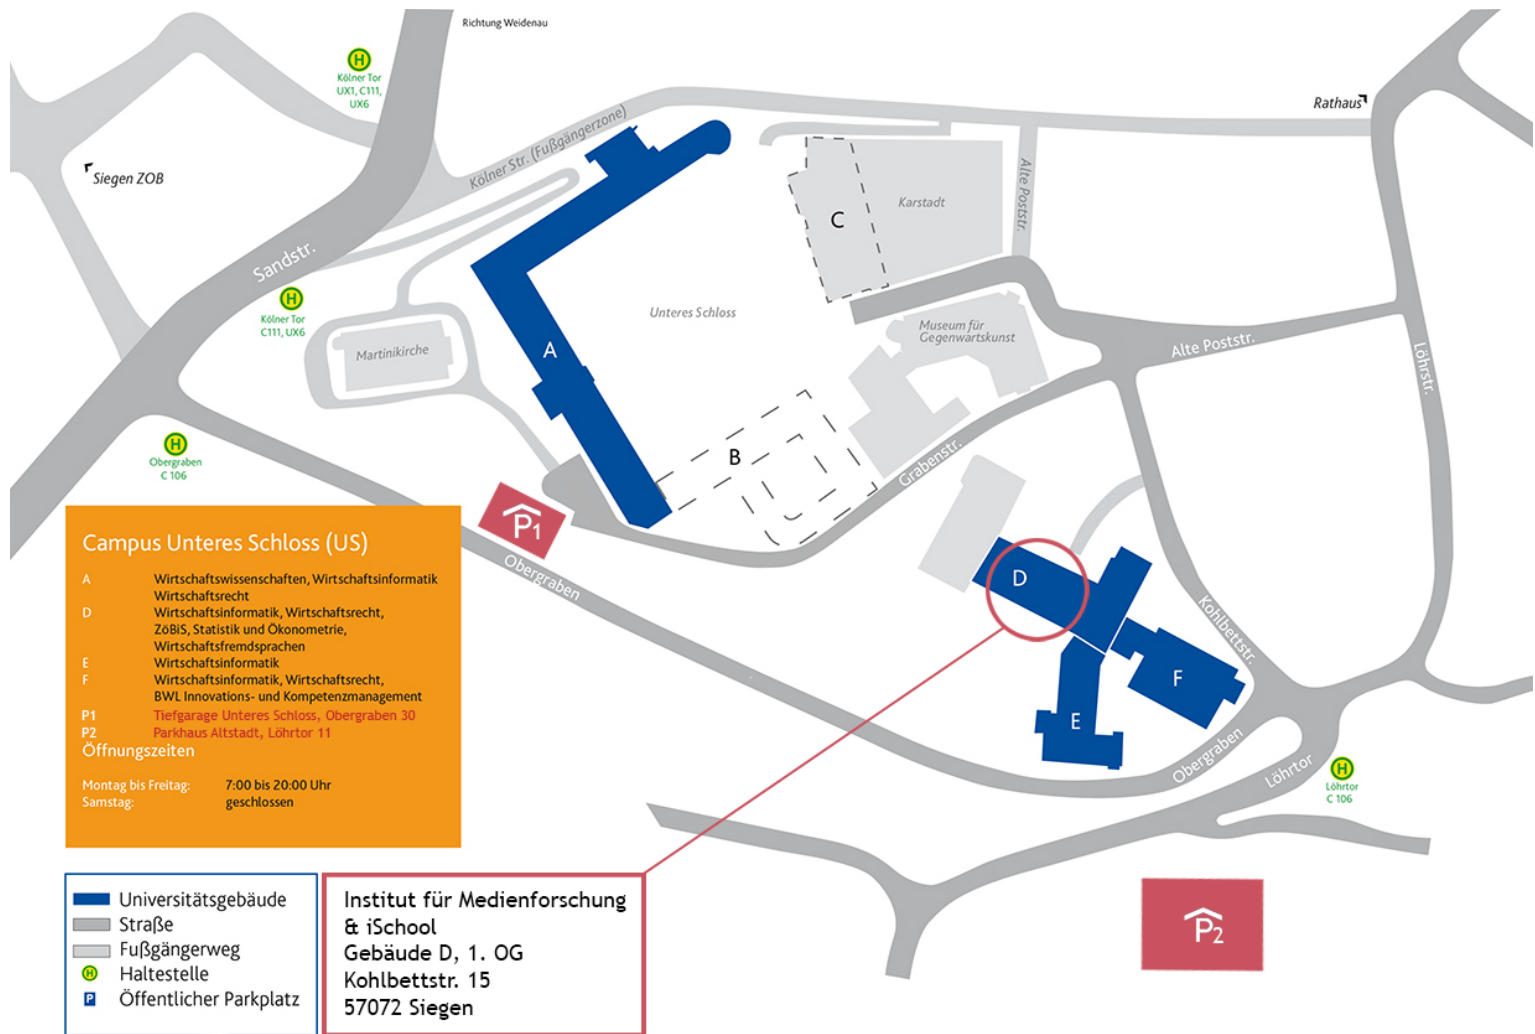 Richtung Weidenau
H
Kölner Tor
UX1, C111,
UX6
Rathaus
Siegen ZOB
Kölner Str. (Fußgängerzone)
Alte Poststr.
Karstadt
C
Sandstr.
H
Kölner Tor
C111, UX6
Unteres Schloss
Museum für
Gegenwartskunst
Alte Poststr.
Löhrstr.
Martinikirche
A
H
Obergraben
C 106
B
Grabenstr.
P1
Obergraben
D
Kohlbettstr.
F
E
Obergraben
Löhrtor
H
Löhrtor
C 106
P2
Campus Unteres Schloss (US)
A Wirtschaftswissenschaften, Wirtschaftsinformatik
Wirtschaftsrecht
D Wirtschaftsinformatik, Wirtschaftsrecht,
ZöBiS, Statistik und Ökonometrie,
Wirtschaftsfremdsprachen
E Wirtschaftsinformatik
F Wirtschaftsinformatik, Wirtschaftsrecht,
BWL Innovations- und Kompetenzmanagement
P1 Tiefgarage Unteres Schloss, Obergraben 30
P2 Parkhaus Altstadt, Löhrtor 11
Öffnungszeiten
Montag bis Freitag: 7:00 bis 20:00 Uhr
Samstag: geschlossen
Universitätsgebäude
Straße
Fußgängerweg
H Haltestelle
P Öffentlicher Parkplatz
Institut für Medienforschung
& iSchool
Gebäude D, 1. OG
Kohlbettstr. 15
57072 Siegen